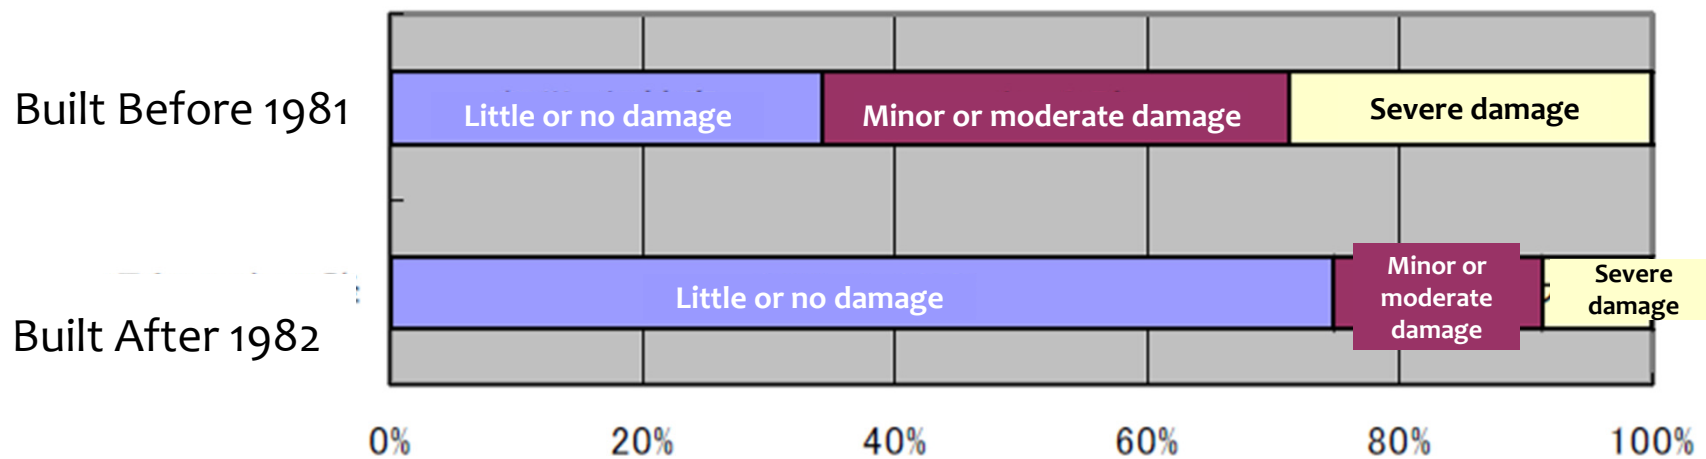 Built Before 1981
Little or no damage
Minor or moderate damage
Severe damage
Built After 1982
Little or no damage
Minor or
moderate
damage
Severe
damage
0%
20%
40%
60%
80%
100%